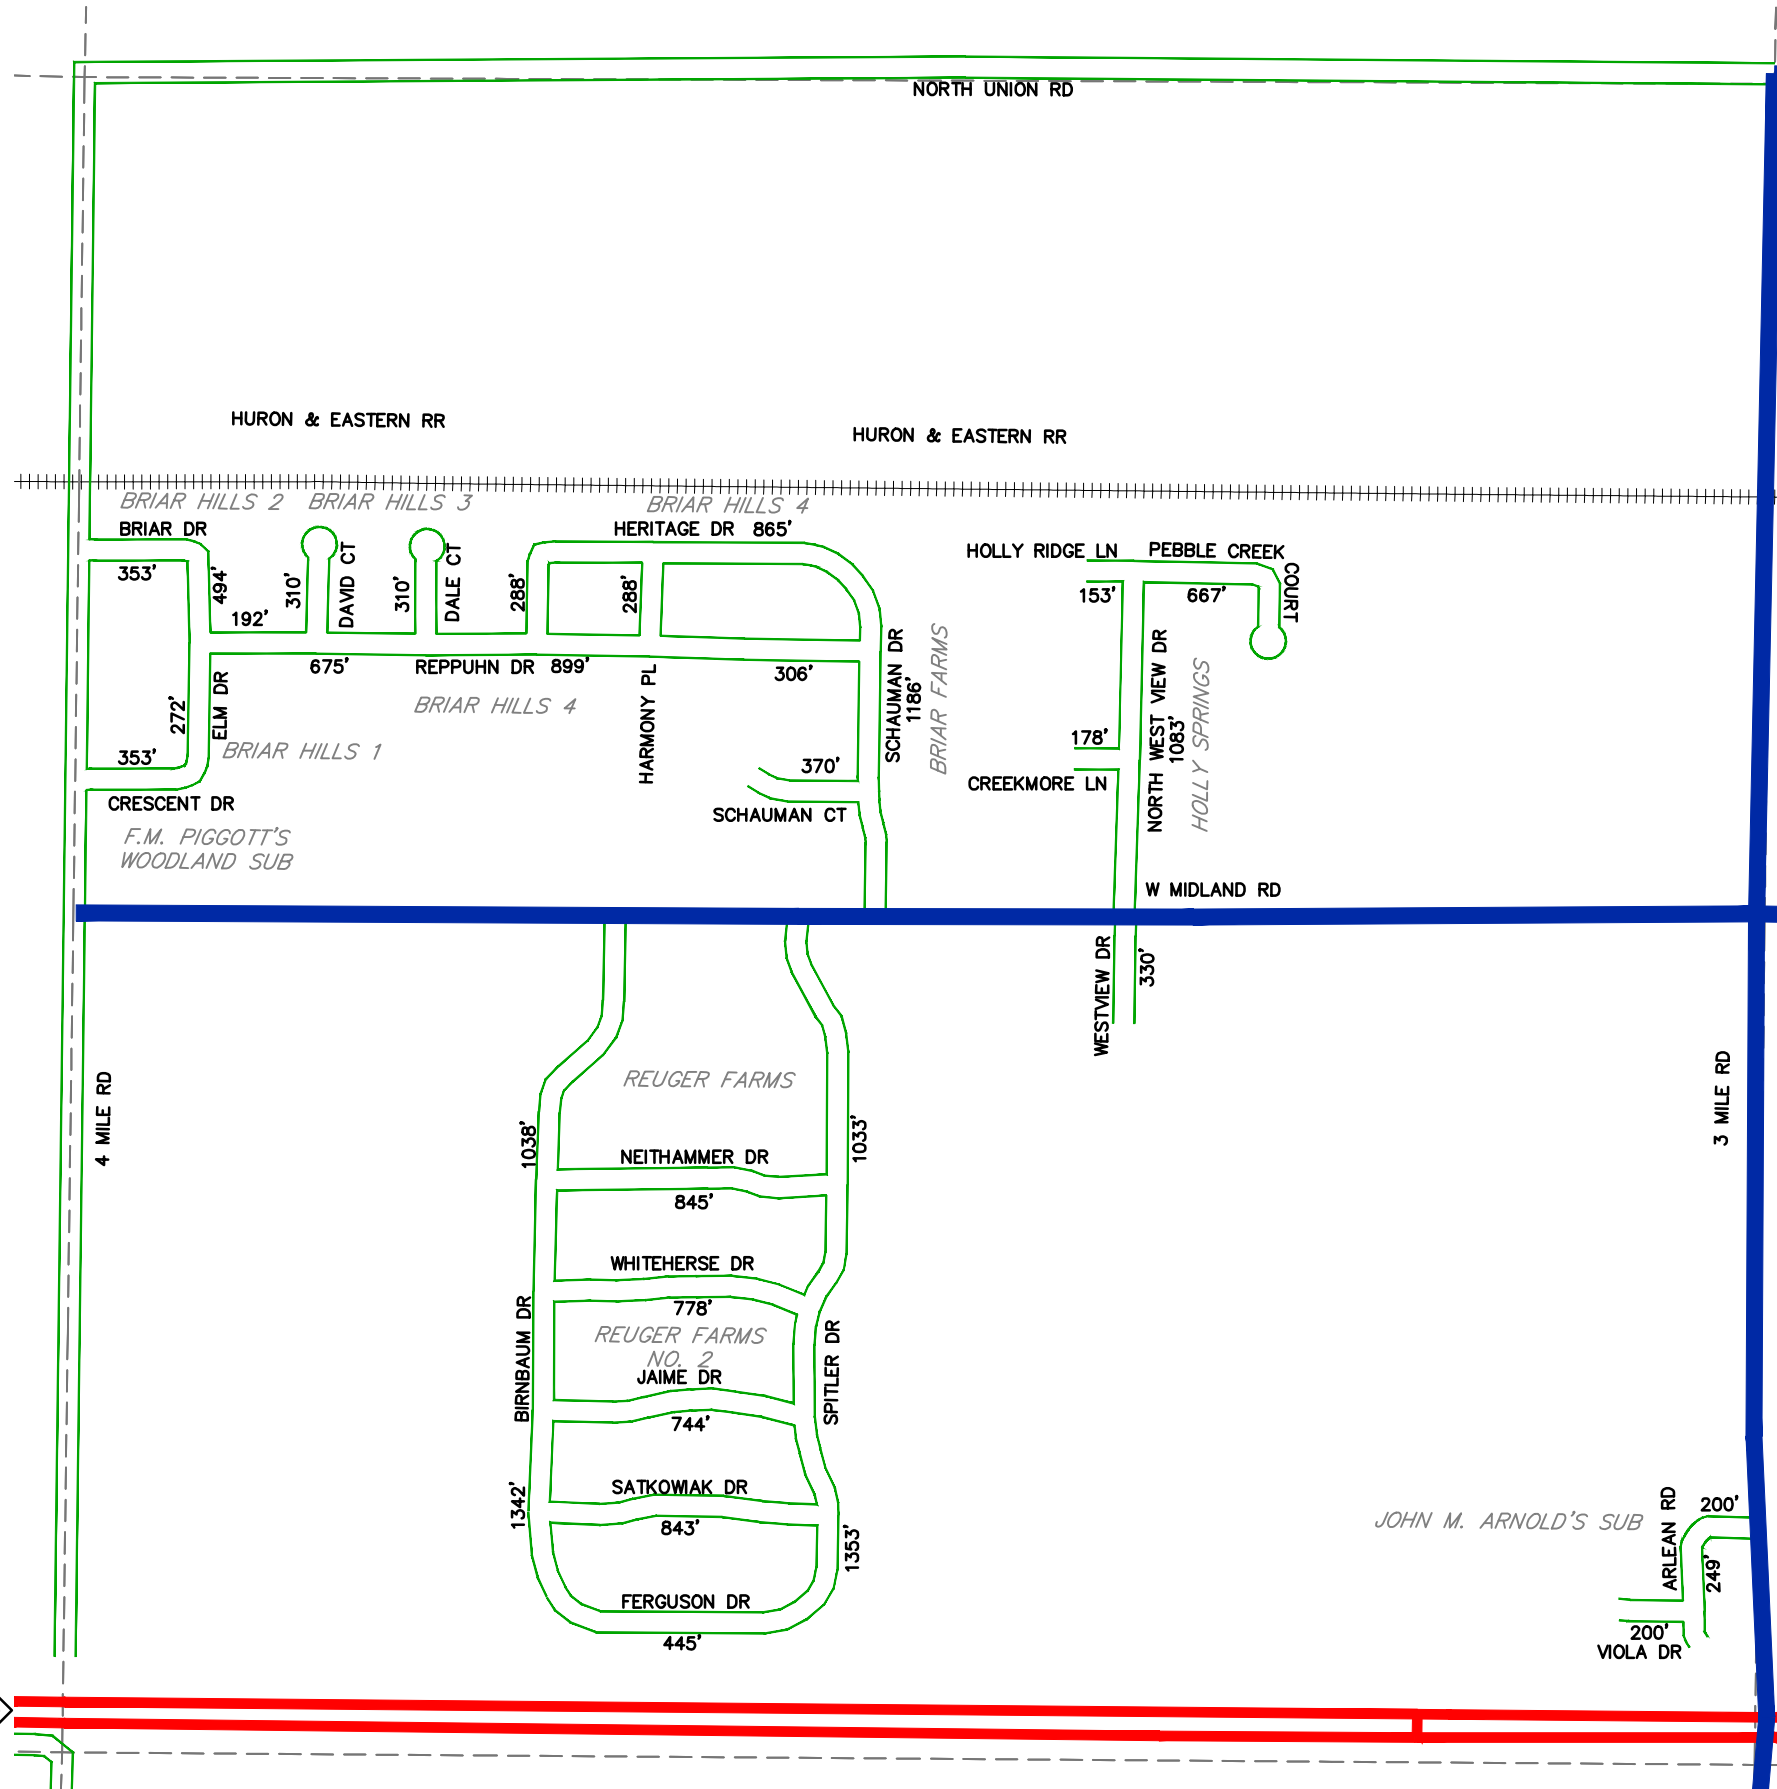 NORTH UNION RD
HURON & EASTERN RR
HURON & EASTERN RR
BRIAR HILLS 2
BRIAR HILLS 3
BRIAR HILLS 4
BRIAR DR
HERITAGE DR 865'
HOLLY RIDGE LN
PEBBLE CREEK
COURT
353'
494'
192'
310'
DAVID CT
310'
DALE CT
288'
288'
153'
667'
675'
REPPUHN DR 899'
306'
272'
ELM DR
BRIAR HILLS 4
HARMONY PL
SCHAUMAN DR
1186'
BRIAR FARMS
NORTH WEST VIEW DR
1083'
HOLLY SPRINGS
353'
BRIAR HILLS 1
370'
178'
CREEKMORE LN
CRESCENT DR
SCHAUMAN CT
F.M. PIGGOTT'S
WOODLAND SUB
W MIDLAND RD
WESTVIEW DR
330'
4 MILE RD
REUGER FARMS
3 MILE RD
1038'
1033'
NEITHAMMER DR
845'
WHITEHERSE DR
778'
BIRNBAUM DR
REUGER FARMS
NO. 2
SPITLER DR
JAIME DR
744'
SATKOWIAK DR
843'
1342'
1353'
FERGUSON DR
445'
JOHN M. ARNOLD'S SUB
ARLEAN RD
200'
249'
200'
VIOLA DR